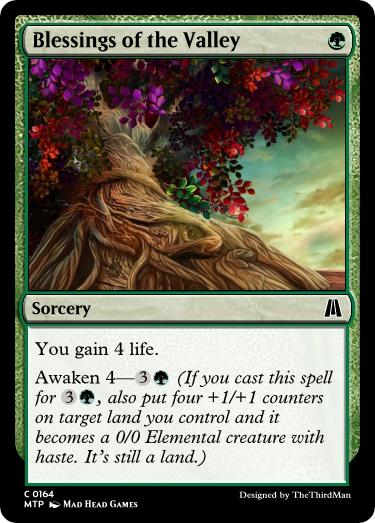 Blessings of the Valley
Sorcery
You gain 4 life.
Awaken 4—3 (If you cast this spell
for 3 , also put four +1/+1 counters
on target land you control and it
becomes a 0/0 Elemental creature with
haste. It's still a land.)
C 0164
MTP Mad Head Games
Designed by TheThirdMan